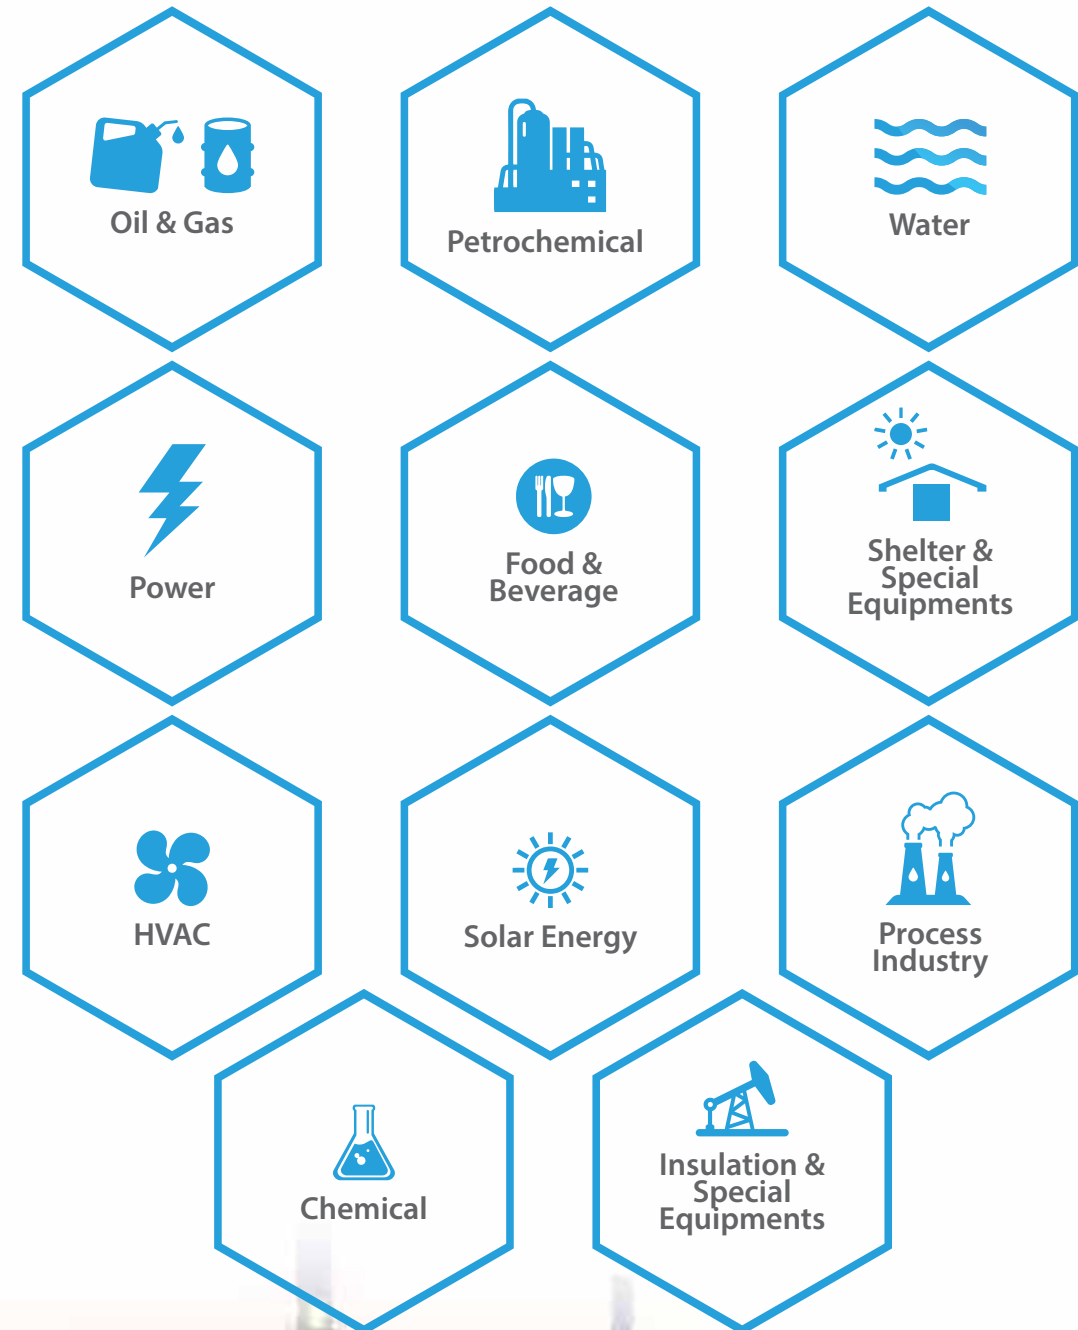 Oil & Gas
Petrochemical
Water
Power
Food &
Beverage
Shelter &
Special
Equipments
HVAC
Solar Energy
Process
Industry
Chemical
Insulation &
Special
Equipments